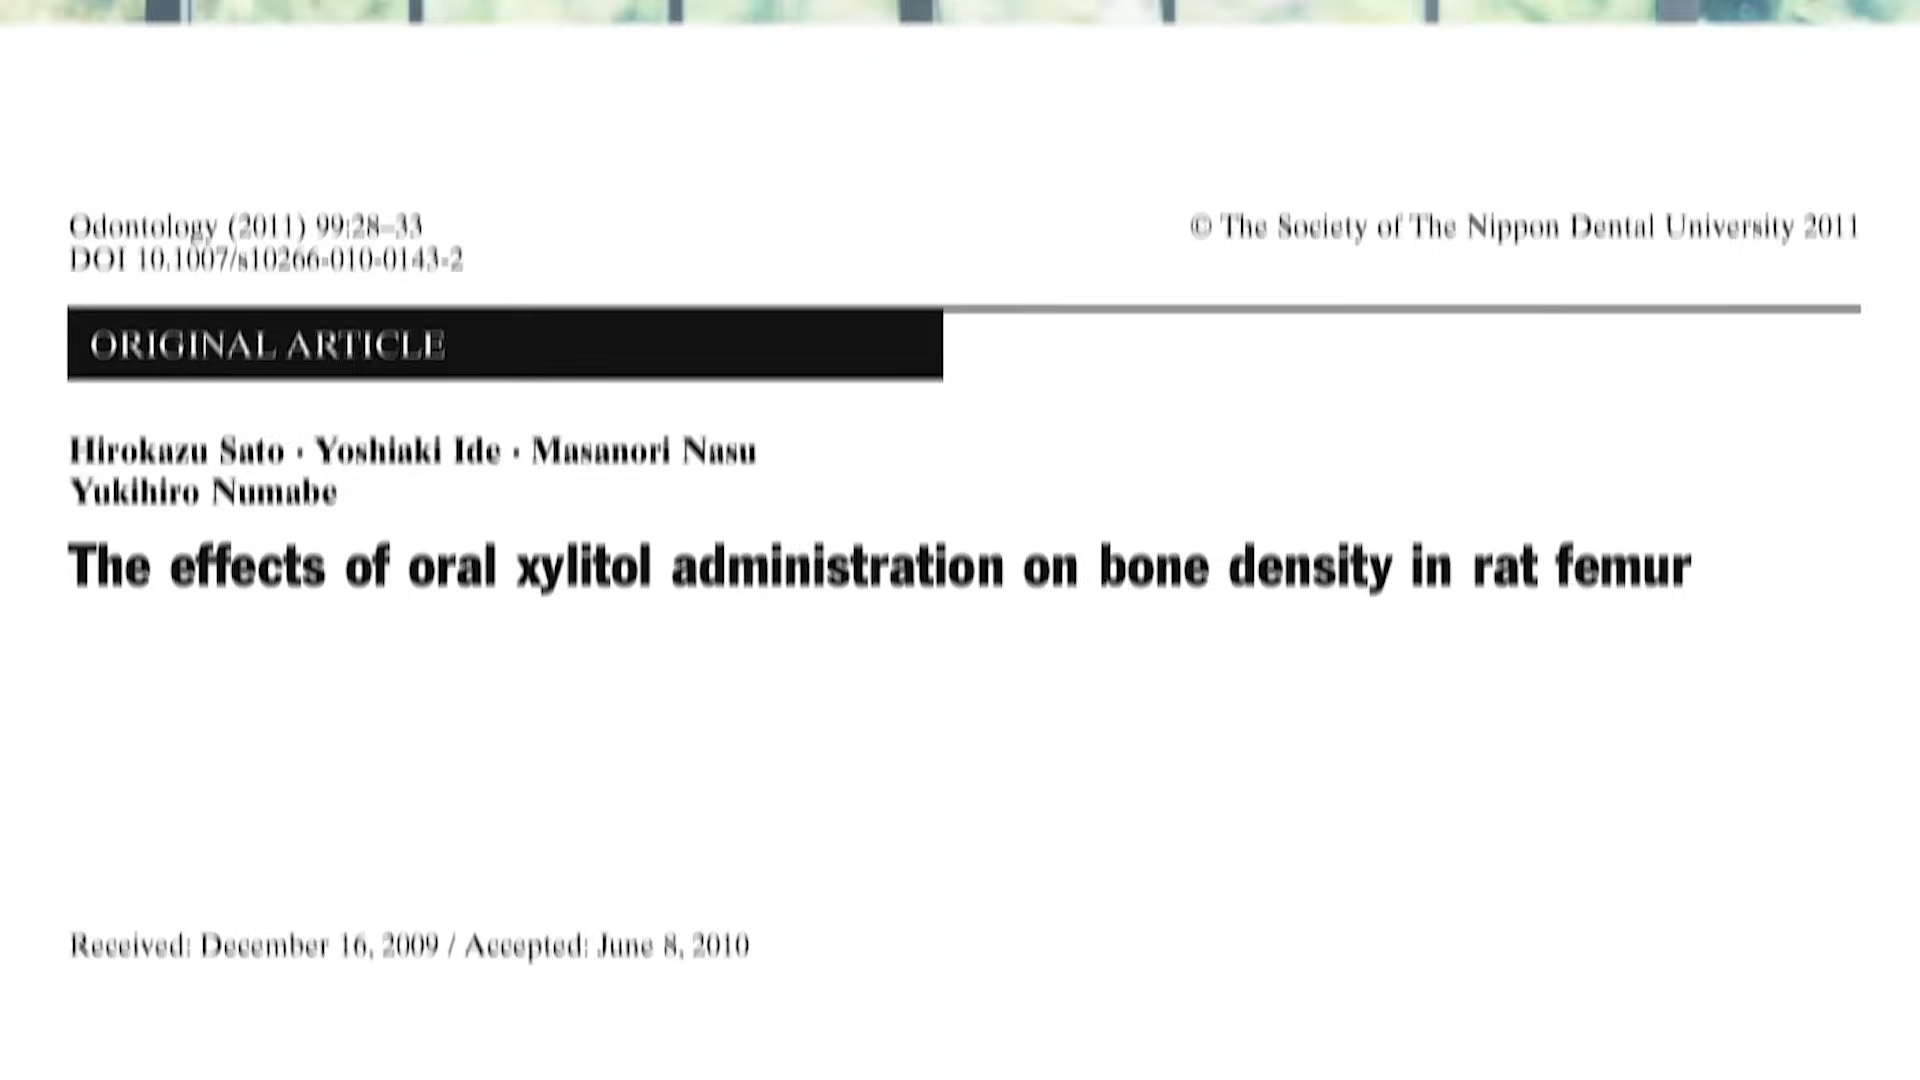 Odontology (2011) 99:28–33
© The Society of The Nippon Dental University 2011
DOI 10.1007/s10266-010-0143-2
ORIGINAL ARTICLE
Hirokazu Sato · Yoshiaki Ide · Masanori Nasu
Yukihiro Numabe
The effects of oral xylitol administration on bone density in rat femur
Received: December 16, 2009 / Accepted: June 8, 2010